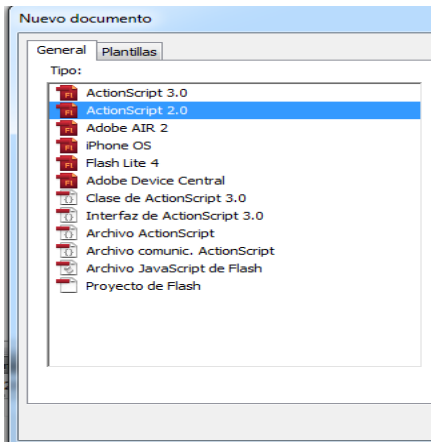 Nuevo documento
General Plantillas
Tipo:
ActionScript 3.0
ActionScript 2.0
Adobe AIR 2
iPhone OS
Flash Lite 4
Adobe Device Central
Clase de ActionScript 3.0
Interfaz de ActionScript 3.0
Archivo ActionScript
Archivo comunic. ActionScript
Archivo JavaScript de Flash
Proyecto de Flash